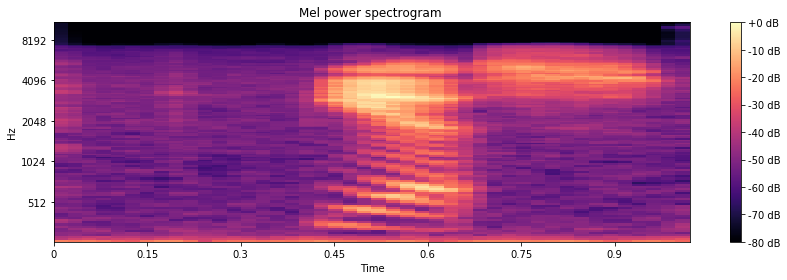 Mel power spectrogram
Hz
8192
4096
2048
1024
512
0 0.15 0.3 0.45 0.6 0.75 0.9
Time
+0 dB
-10 dB
-20 dB
-30 dB
-40 dB
-50 dB
-60 dB
-70 dB
-80 dB